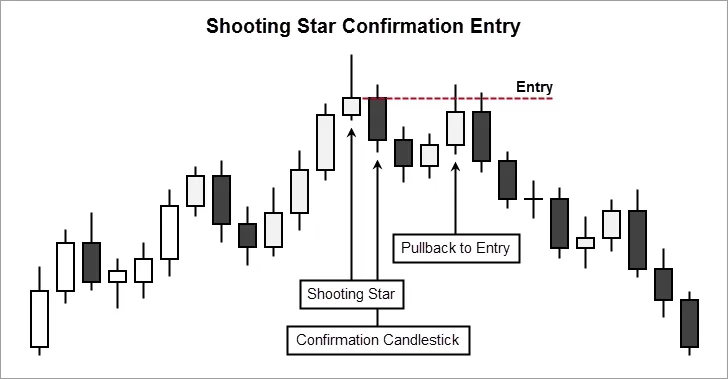 Shooting Star Confirmation Entry
Entry
Pullback to Entry
Shooting Star
Confirmation Candlestick